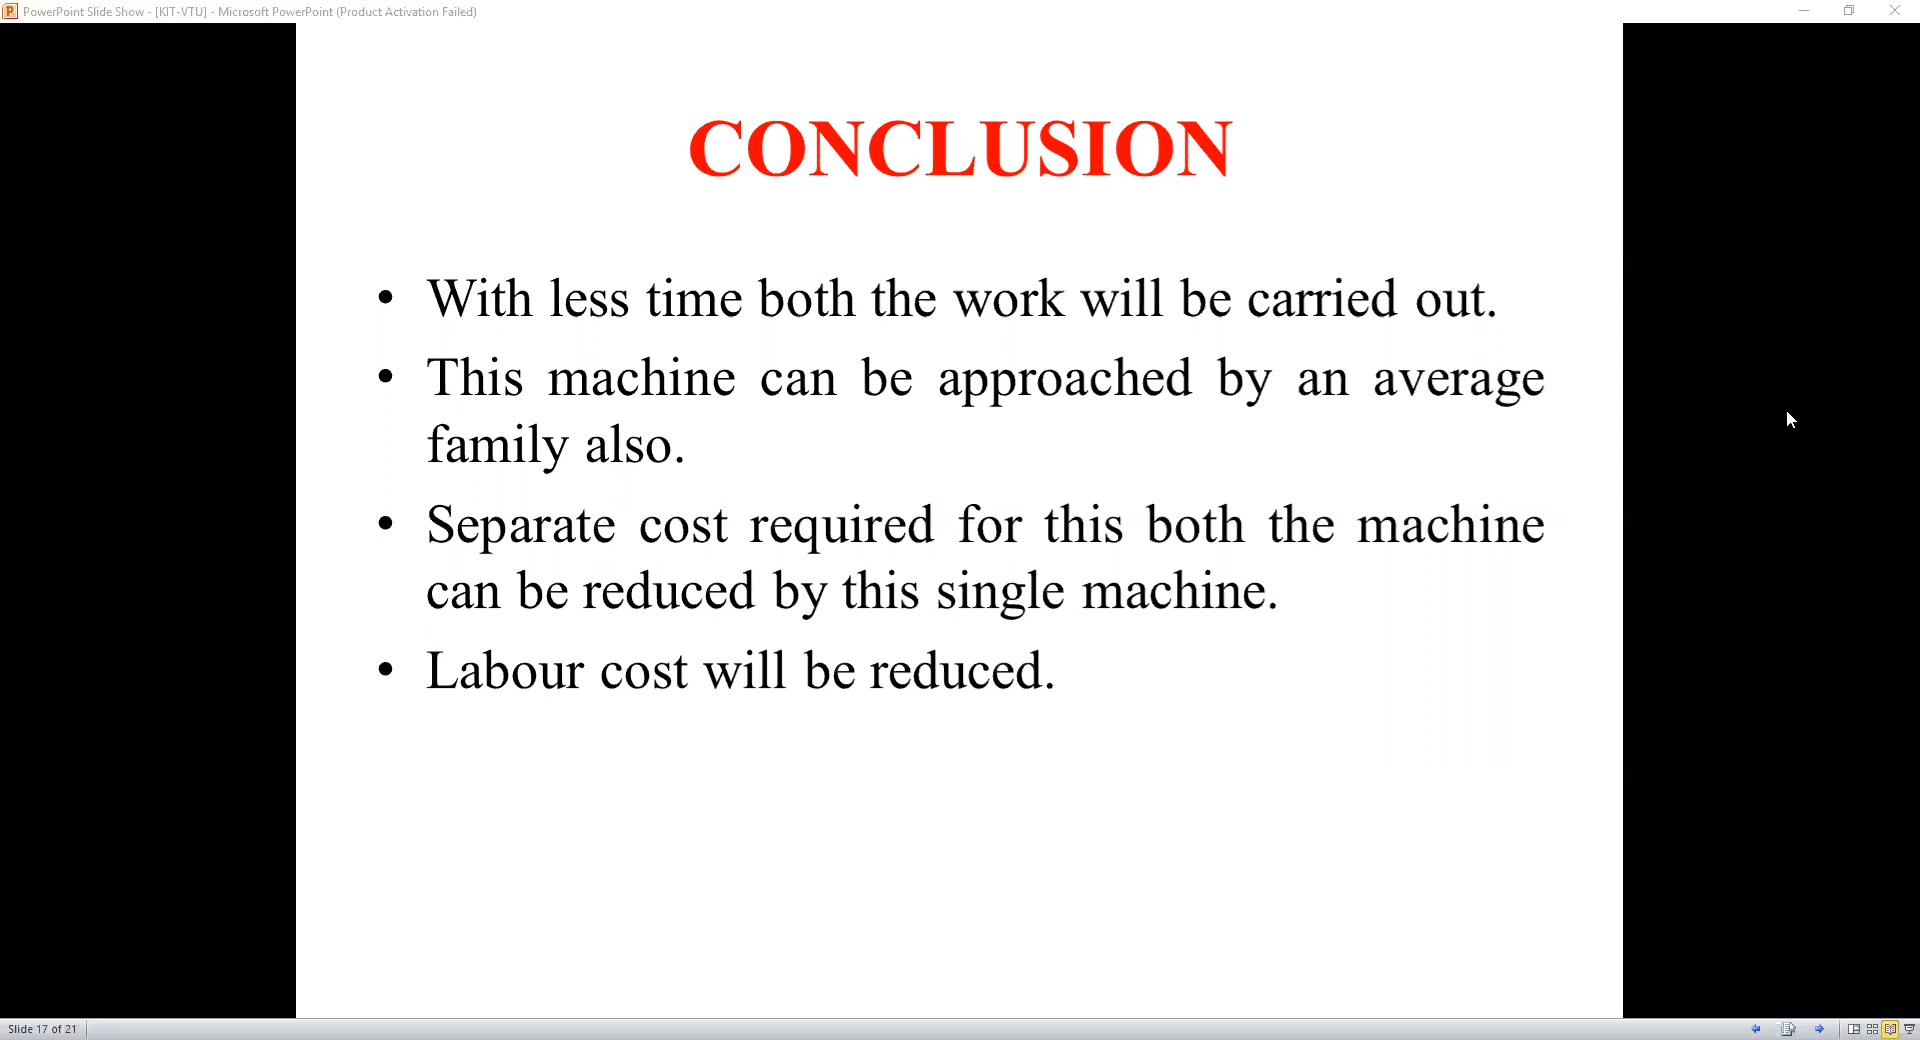 PowerPoint Slide Show - [KIT-VTU] - Microsoft PowerPoint (Product Activation Failed)
CONCLUSION
• With less time both the work will be carried out.
• This machine can be approached by an average
family also.
• Separate cost required for this both the machine
can be reduced by this single machine.
• Labour cost will be reduced.
Slide 17 of 21